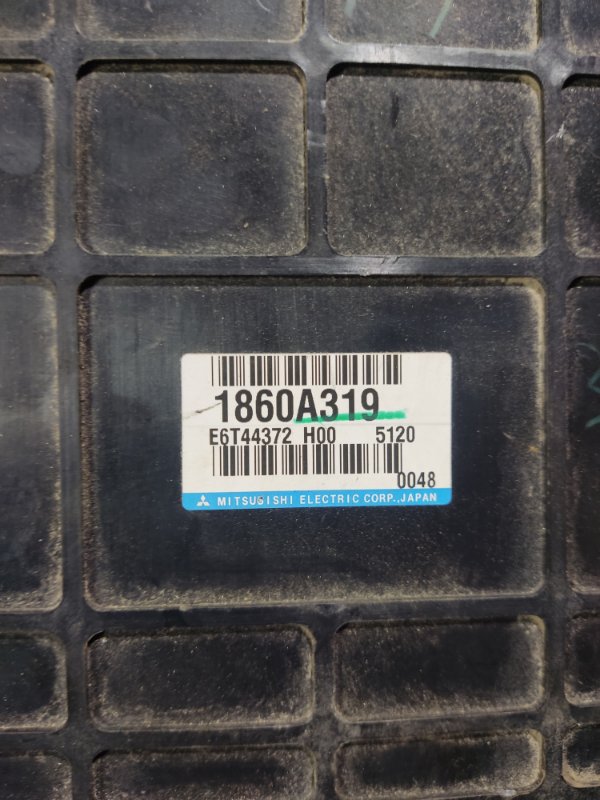 1860A319
E6T44372 H00 5120
0048
MITSUBISHI ELECTRIC CORP.,JAPAN